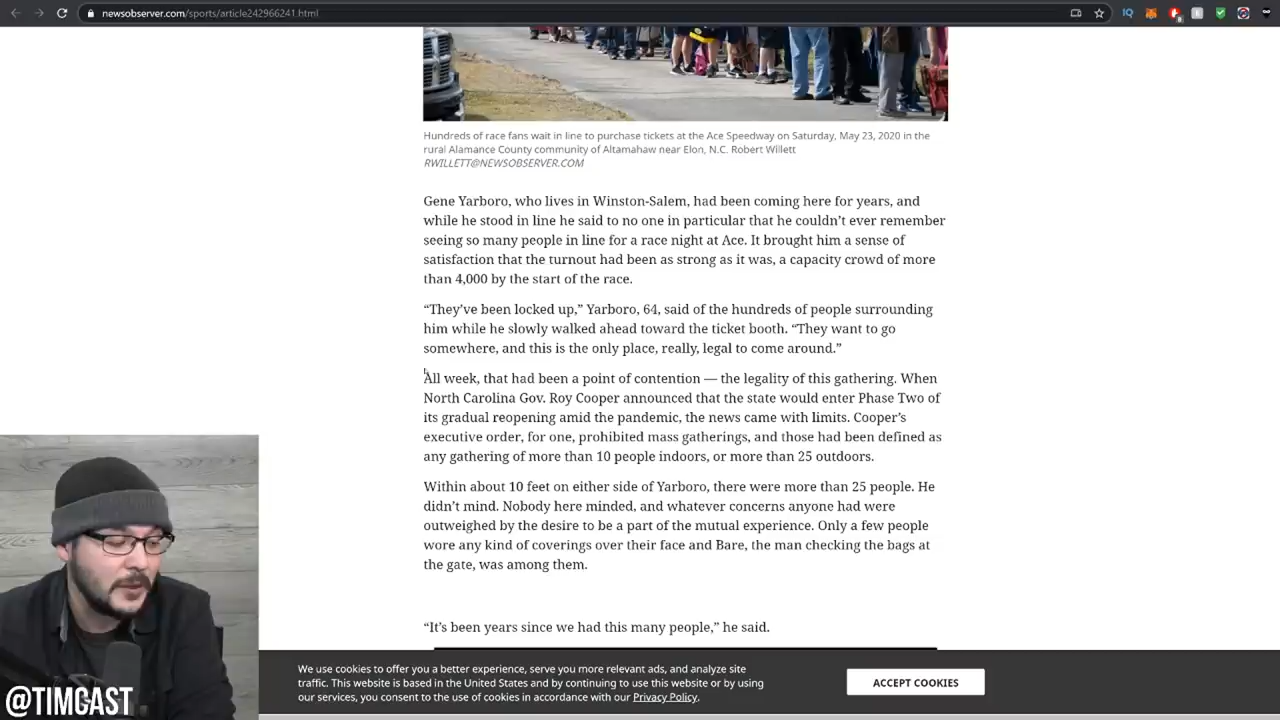 newsobserver.com/sports/article242966241.html
Hundreds of race fans wait in line to purchase tickets at the Ace Speedway on Saturday, May 23, 2020 in the
rural Alamance County community of Altamahaw near Elon, N.C. Robert Willett
RWILLETT@NEWSOBSERVER.COM
Gene Yarboro, who lives in Winston-Salem, had been coming here for years, and
while he stood in line he said to no one in particular that he couldn’t ever remember
seeing so many people in line for a race night at Ace. It brought him a sense of
satisfaction that the turnout had been as strong as it was, a capacity crowd of more
than 4,000 by the start of the race.
“They’ve been locked up,” Yarboro, 64, said of the hundreds of people surrounding
him while he slowly walked ahead toward the ticket booth. “They want to go
somewhere, and this is the only place, really, legal to come around.”
All week, that had been a point of contention — the legality of this gathering. When
North Carolina Gov. Roy Cooper announced that the state would enter Phase Two of
its gradual reopening amid the pandemic, the news came with limits. Cooper’s
executive order, for one, prohibited mass gatherings, and those had been defined as
any gathering of more than 10 people indoors, or more than 25 outdoors.
Within about 10 feet on either side of Yarboro, there were more than 25 people. He
didn’t mind. Nobody here minded, and whatever concerns anyone had were
outweighed by the desire to be a part of the mutual experience. Only a few people
wore any kind of coverings over their face and Bare, the man checking the bags at
the gate, was among them.
“It’s been years since we had this many people,” he said.
We use cookies to offer you a better experience, serve you more relevant ads, and analyze site
traffic. This website is based in the United States and by continuing to use this website or by using
our services, you consent to the use of cookies in accordance with our Privacy Policy.
ACCEPT COOKIES
@TIMCAST